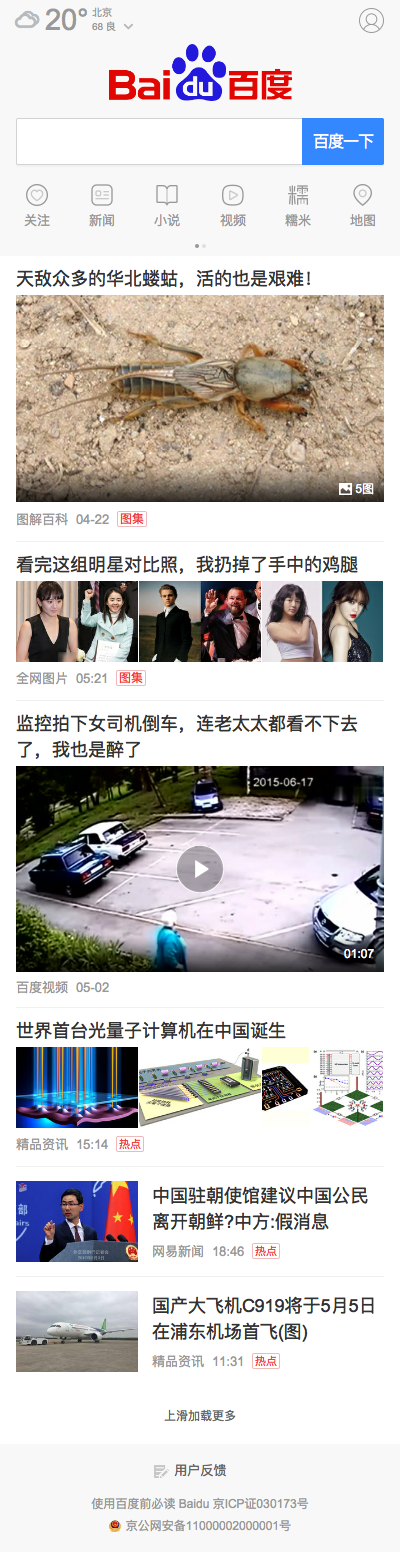 20°
北京
68 良
Bai du 百度
百度一下
关注 新闻 小说 视频 糯米 地图
天敌众多的华北蝼蛄，活的也是艰难！
5图
图解百科 04-22 图集
看完这组明星对比照，我扔掉了手中的鸡腿
全网图片 05:21 图集
监控拍下女司机倒车，连老太太都看不下去
了，我也是醉了
2015-06-17
01:07
百度视频 05-02
世界首台光量子计算机在中国诞生
精品资讯 15:14 热点
中国驻朝使馆建议中国公民
离开朝鲜?中方:假消息
网易新闻 18:46 热点
国产大飞机C919将于5月5日
在浦东机场首飞(图)
精品资讯 11:31 热点
上滑加载更多
用户反馈
使用百度前必读 Baidu 京ICP证030173号
京公网安备11000002000001号